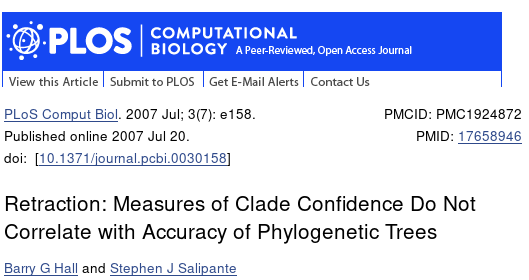 PLOS COMPUTATIONAL BIOLOGY A Peer-Reviewed, Open Access Journal
View this Article Submit to PLOS Get E-Mail Alerts Contact Us
PLoS Comput Biol. 2007 Jul; 3(7): e158. PMCID: PMC1924872
Published online 2007 Jul 20. PMID: 17658946
doi: [10.1371/journal.pcbi.0030158]
Retraction: Measures of Clade Confidence Do Not
Correlate with Accuracy of Phylogenetic Trees
Barry G Hall and Stephen J Salipante